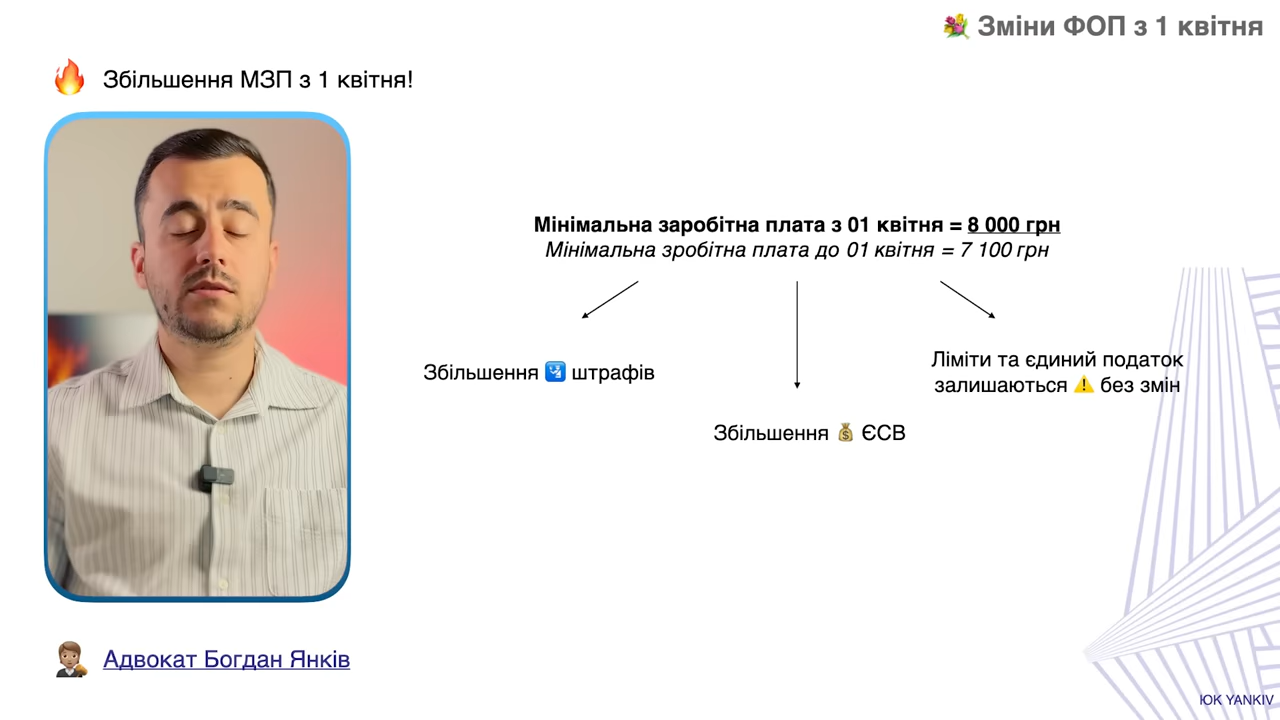 💐 Зміни ФОП з 1 квітня
🔥 Збільшення МЗП з 1 квітня!
Мінімальна заробітна плата з 01 квітня = 8 000 грн
Мінімальна зробітна плата до 01 квітня = 7 100 грн
Збільшення 🛂 штрафів
Збільшення 💰 ЄСВ
Ліміти та єдиний податок
залишаються ⚠️ без змін
Адвокат Богдан Янків
ЮК YANKIV